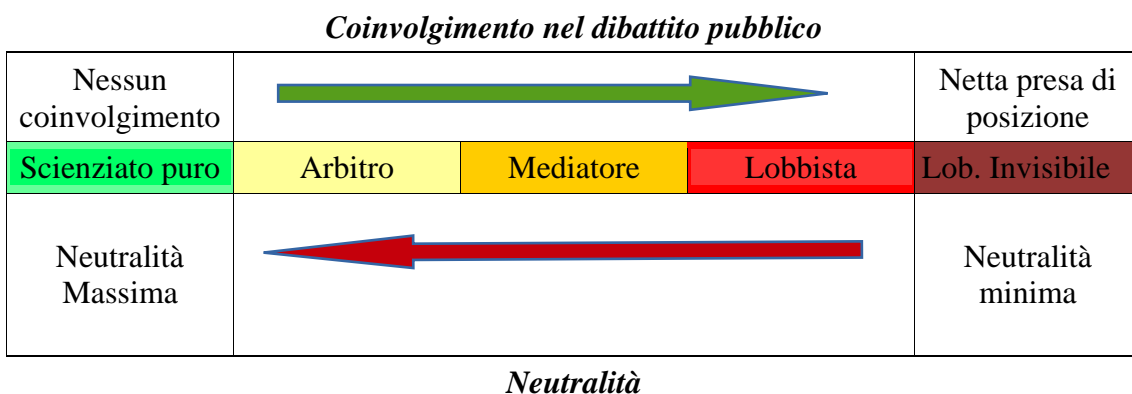 Coinvolgimento nel dibattito pubblico
Nessun
coinvolgimento
Netta presa di
posizione
Scienziato puro
Arbitro
Mediatore
Lobbista
Lob. Invisibile
Neutralità
Massima
Neutralità
minima
Neutralità